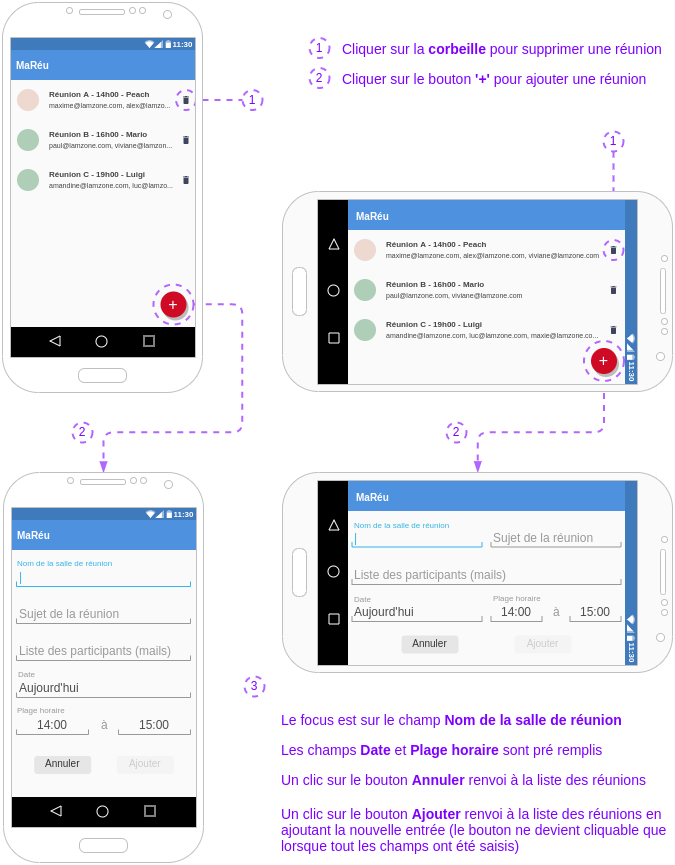 11:30
MaRéu
Réunion A - 14h00 - Peach
maxime@lamzone.com, alex@lamzo...
1
Réunion B - 16h00 - Mario
paul@lamzone.com, viviane@lamzon...
Réunion C - 19h00 - Luigi
amandine@lamzone.com, luc@lamzo...
+
1 Cliquer sur la corbeille pour supprimer une réunion
2 Cliquer sur le bouton '+' pour ajouter une réunion
1
MaRéu
Réunion A - 14h00 - Peach
maxime@lamzone.com, alex@lamzone.com, viviane@lamzone.com
Réunion B - 16h00 - Mario
paul@lamzone.com, viviane@lamzone.com
Réunion C - 19h00 - Luigi
amandine@lamzone.com, luc@lamzone.com, maxie@lamzone.co...
+
11:30
2
2
11:30
MaRéu
Nom de la salle de réunion
Sujet de la réunion
Liste des participants (mails)
Date
Aujourd'hui
Plage horaire
14:00 à 15:00
Annuler Ajouter
MaRéu
Nom de la salle de réunion
Sujet de la réunion
Liste des participants (mails)
Date Plage horaire
Aujourd'hui 14:00 à 15:00
Annuler Ajouter
11:30
3
Le focus est sur le champ Nom de la salle de réunion
Les champs Date et Plage horaire sont pré remplis
Un clic sur le bouton Annuler renvoi à la liste des réunions
Un clic sur le bouton Ajouter renvoi à la liste des réunions en
ajoutant la nouvelle entrée (le bouton ne devient cliquable que
lorsque tout les champs ont été saisis)